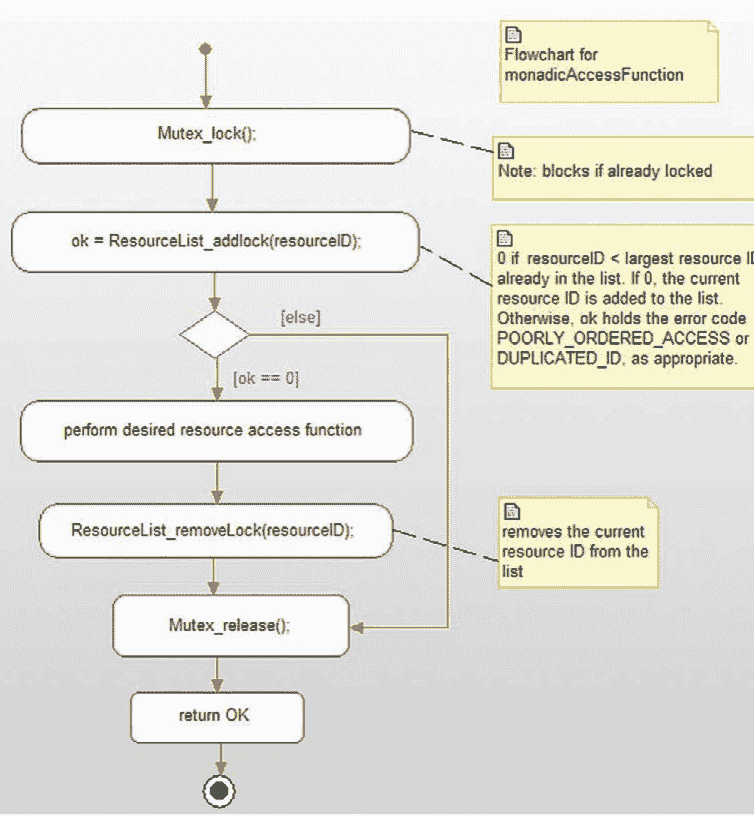 Flowchart for
monadicAccessFunction
Mutex_lock();
Note: blocks if already locked
ok = ResourceList_addlock(resourceID);
0 if resourceID < largest resource ID
already in the list. If 0, the current
resource ID is added to the list.
Otherwise, ok holds the error code
POORLY_ORDERED_ACCESS or
DUPLICATED_ID, as appropriate.
[else]
[ok == 0]
perform desired resource access function
ResourceList_removeLock(resourceID);
removes the current
resource ID from the
list
Mutex_release();
return OK